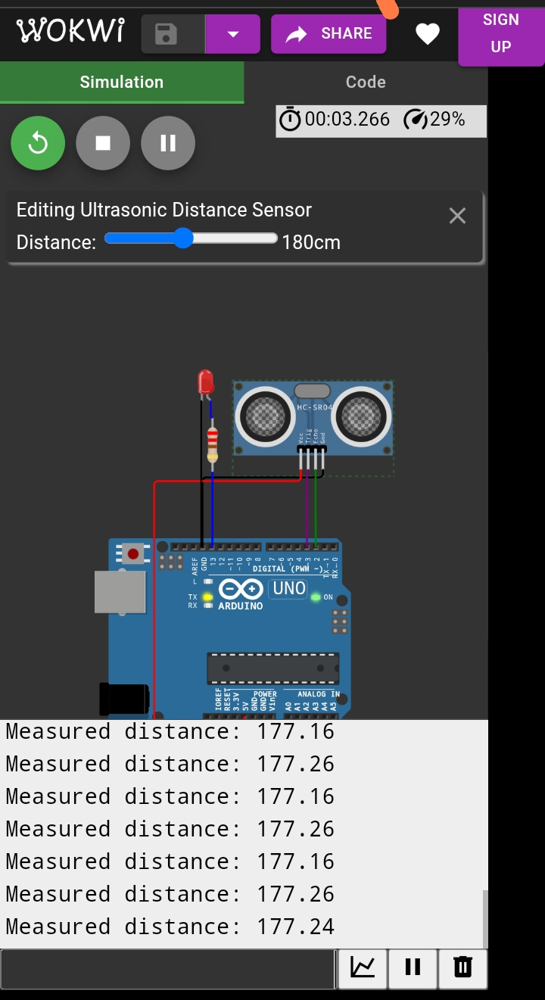 WOKWi
SHARE
SIGN
UP
Simulation
Code
00:03.266
29%
Editing Ultrasonic Distance Sensor
Distance:
180cm
HC-SR04
Vcc
Trig
Echo
Gnd
AREF
GND
13
12
~11
~10
~9
8
7
~6
~5
4
~3
2
TX→1
RX←0
DIGITAL (PWM ~)
L
TX
RX
UNO
ON
ARDUINO
POWER
ANALOG IN
IOREF
RESET
3.3V
5V
GND
GND
Vin
A0
A1
A2
A3
A4
A5
Measured distance: 177.16
Measured distance: 177.26
Measured distance: 177.16
Measured distance: 177.26
Measured distance: 177.16
Measured distance: 177.26
Measured distance: 177.24